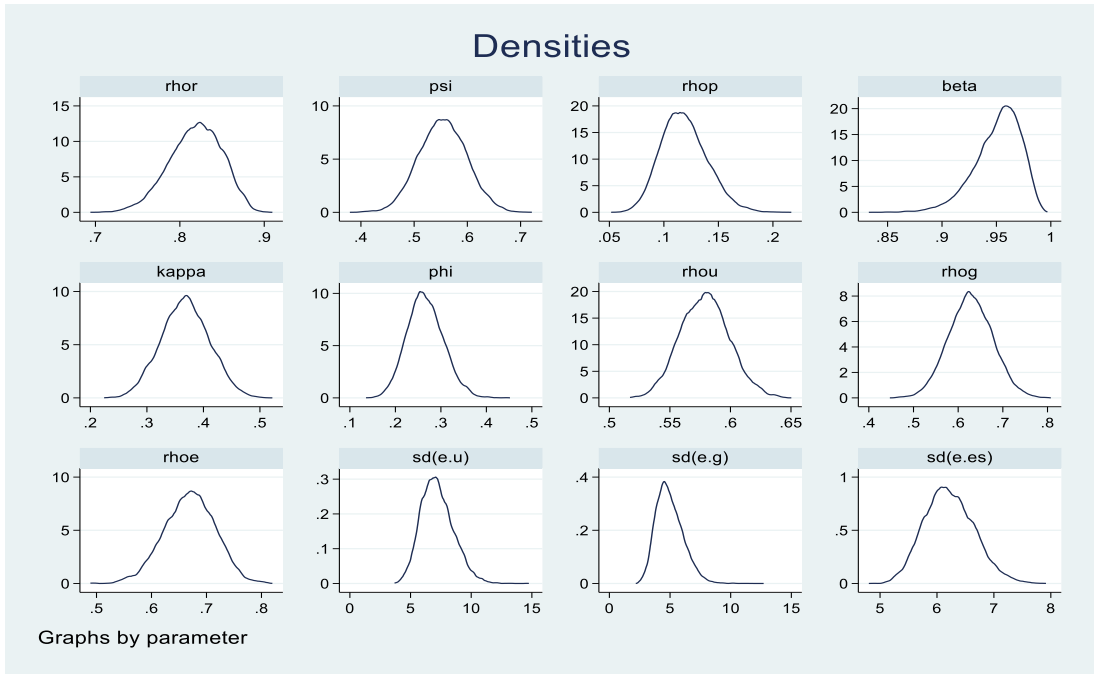 Densities
rhor psi rhop beta
15 10 20 20
10 5 15 15
5 0 10 10
0 5 5
0 0
.7 .8 .9 .4 .5 .6 .7 .05 .1 .15 .2 .85 .9 .95 1
kappa phi rhou rhog
10 10 20 8
5 5 15 6
0 0 10 4
5 2
0 0
.2 .3 .4 .5 .1 .2 .3 .4 .5 .5 .55 .6 .65 .4 .5 .6 .7 .8
rhoe sd(e.u) sd(e.g) sd(e.es)
10 .3 .4 1
5 .2 .2 .5
0 .1 0 0
0
.5 .6 .7 .8 0 5 10 15 0 5 10 15 5 6 7 8
Graphs by parameter